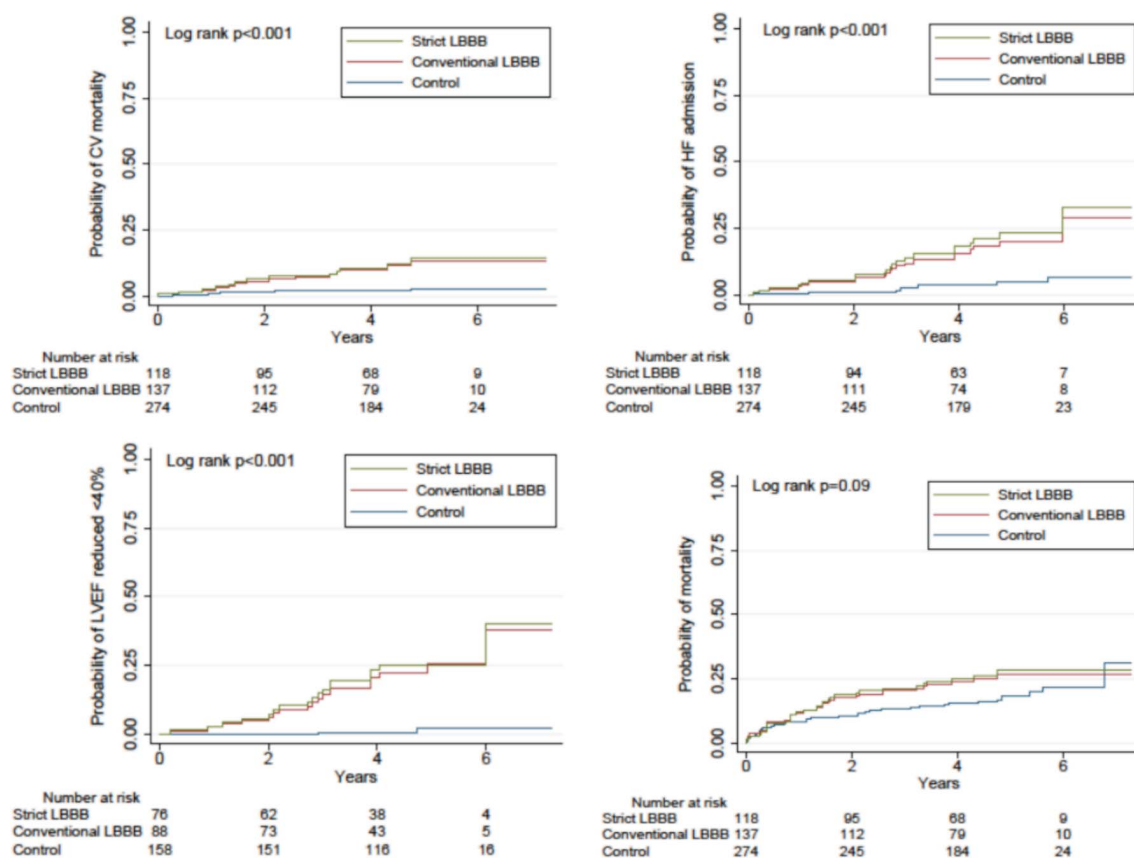 Log rank p<0.001
Strict LBBB
Conventional LBBB
Control
Probability of CV mortality
1.00
0.75
0.50
0.25
0.00
0 2 4 6
Years
Number at risk
Strict LBBB 118 95 68 9
Conventional LBBB 137 112 79 10
Control 274 245 184 24
Log rank p<0.001
Strict LBBB
Conventional LBBB
Control
Probability of HF admission
1.00
0.75
0.50
0.25
0.00
0 2 4 6
Years
Number at risk
Strict LBBB 118 94 63 7
Conventional LBBB 137 111 74 8
Control 274 245 179 23
Log rank p<0.001
Strict LBBB
Conventional LBBB
Control
Probability of LVEF reduced <40%
1.00
0.75
0.50
0.25
0.00
0 2 4 6
Years
Number at risk
Strict LBBB 76 62 38 4
Conventional LBBB 88 73 43 5
Control 158 151 116 16
Log rank p=0.09
Strict LBBB
Conventional LBBB
Control
Probability of mortality
1.00
0.75
0.50
0.25
0.00
0 2 4 6
Years
Number at risk
Strict LBBB 118 95 68 9
Conventional LBBB 137 112 79 10
Control 274 245 184 24